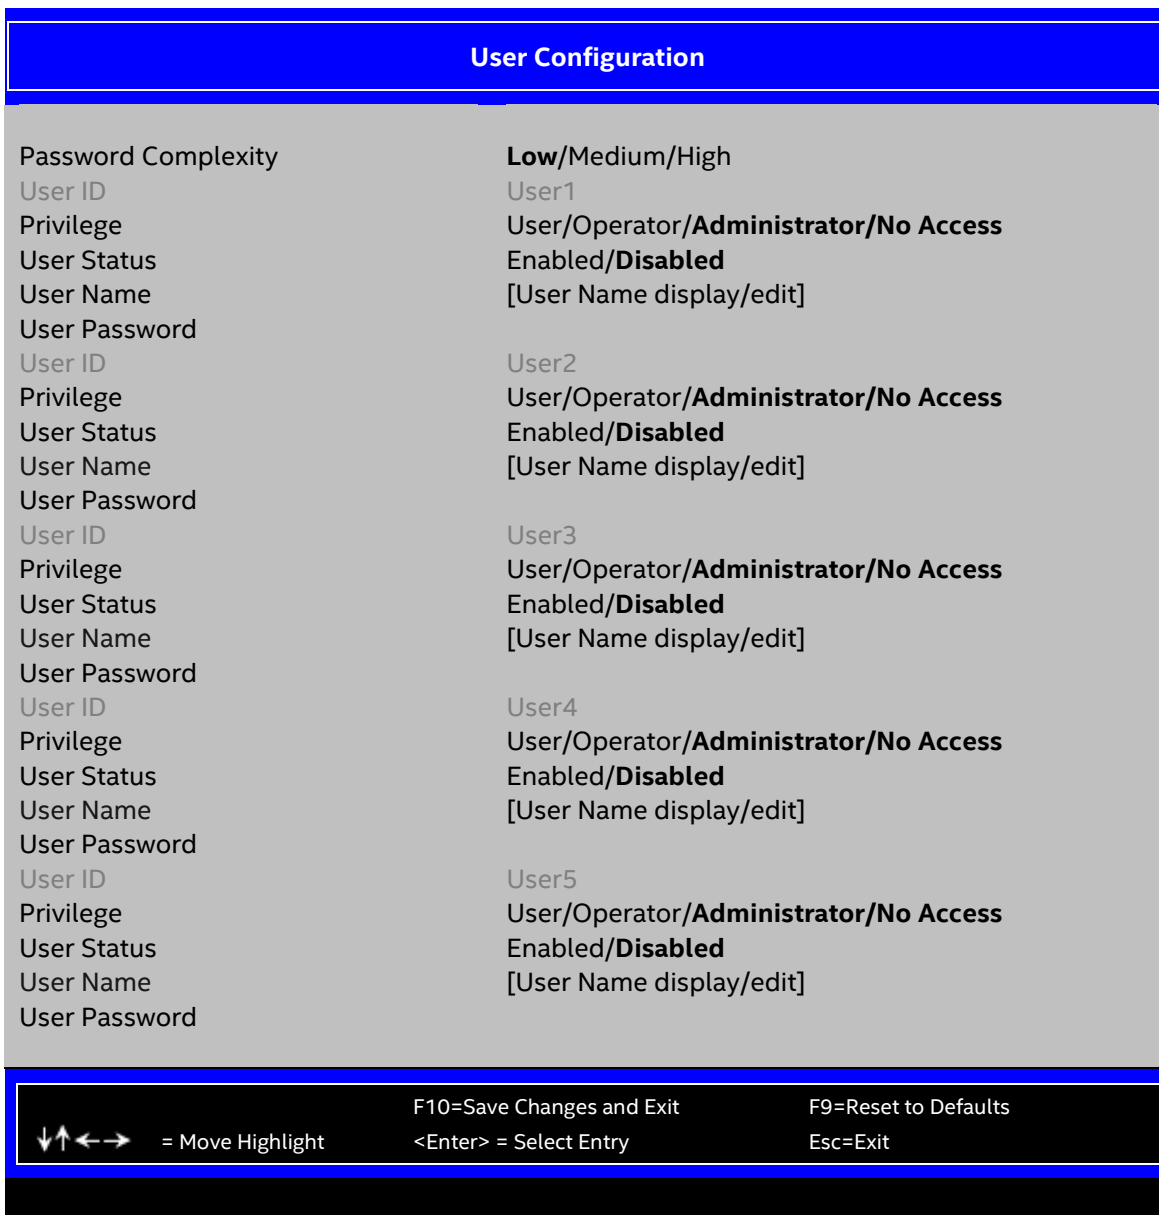 User Configuration
Password Complexity Low/Medium/High
User ID User1
Privilege User/Operator/Administrator/No Access
User Status Enabled/Disabled
User Name [User Name display/edit]
User Password
User ID User2
Privilege User/Operator/Administrator/No Access
User Status Enabled/Disabled
User Name [User Name display/edit]
User Password
User ID User3
Privilege User/Operator/Administrator/No Access
User Status Enabled/Disabled
User Name [User Name display/edit]
User Password
User ID User4
Privilege User/Operator/Administrator/No Access
User Status Enabled/Disabled
User Name [User Name display/edit]
User Password
User ID User5
Privilege User/Operator/Administrator/No Access
User Status Enabled/Disabled
User Name [User Name display/edit]
User Password
F10=Save Changes and Exit F9=Reset to Defaults
↓↑←→ = Move Highlight <Enter> = Select Entry Esc=Exit